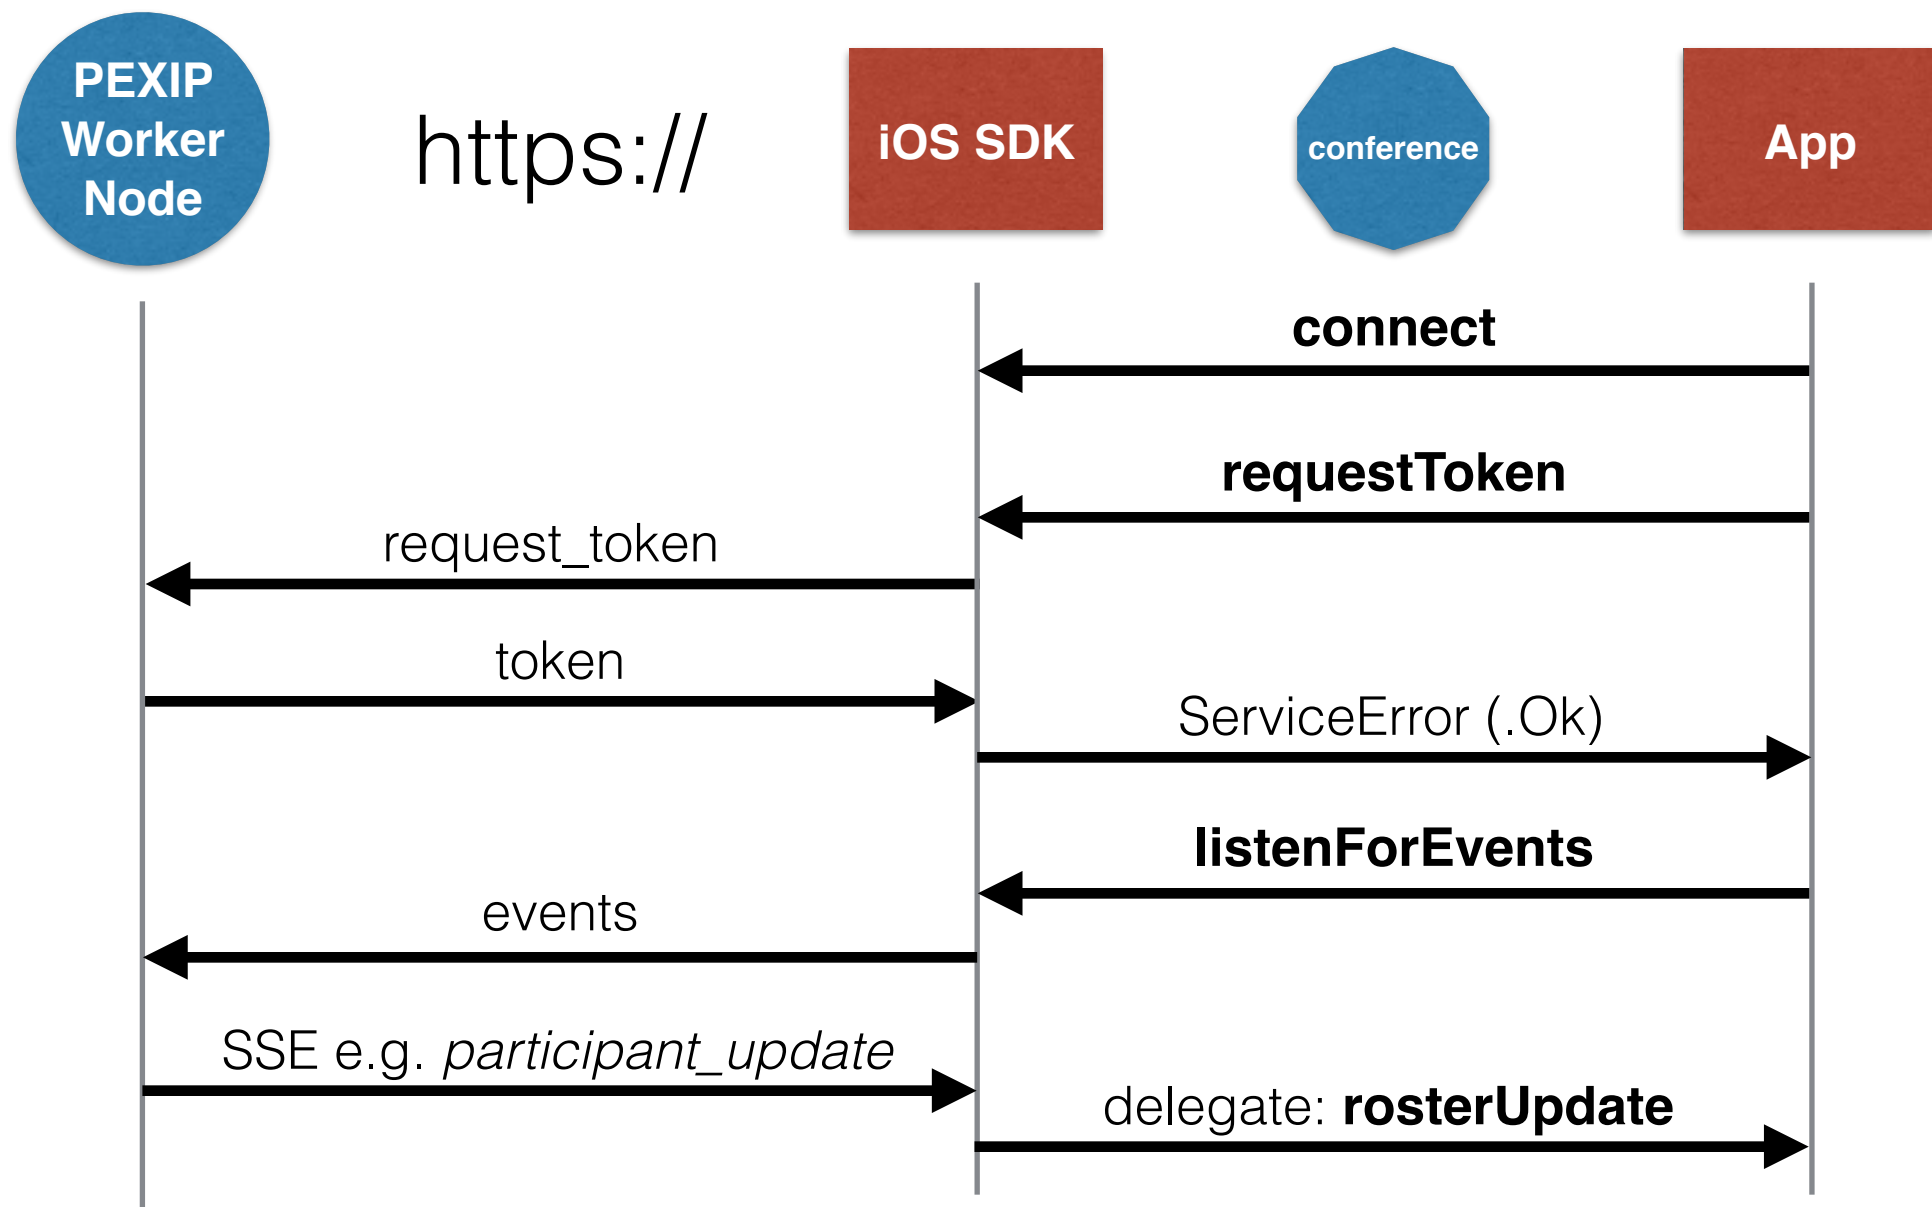 PEXIP
Worker
Node
https://
iOS SDK
conference
App
connect
requestToken
request_token
token
ServiceError (.Ok)
listenForEvents
events
SSE e.g. participant_update
delegate: rosterUpdate